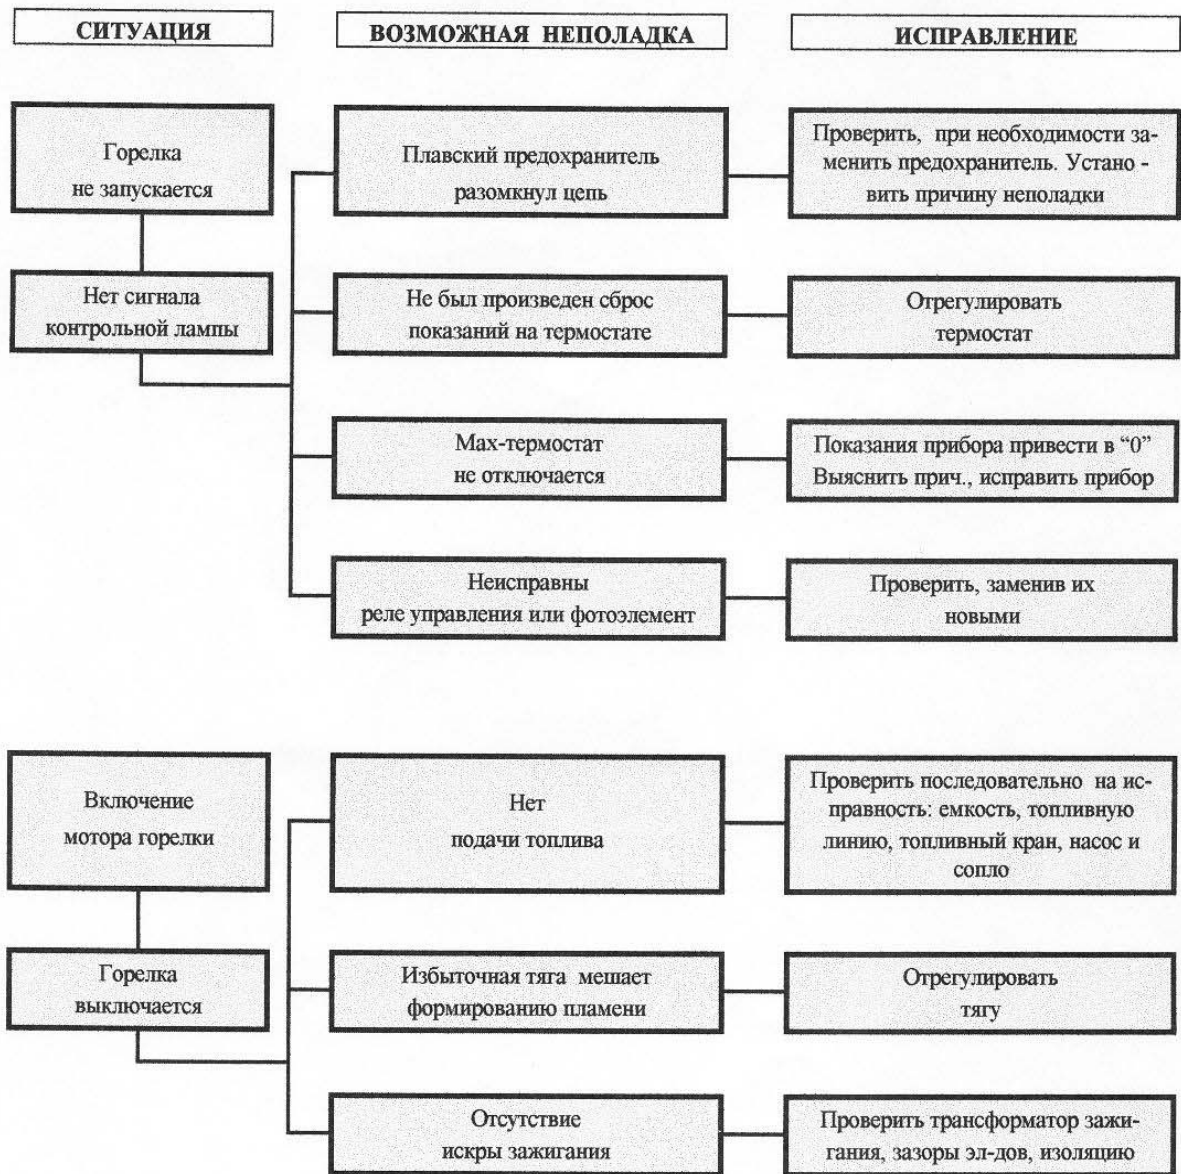 СИТУАЦИЯ
ВОЗМОЖНАЯ НЕПОЛАДКА
ИСПРАВЛЕНИЕ
Горелка
не запускается
Нет сигнала
контрольной лампы
Плавский предохранитель
разомкнул цепь
Проверить, при необходимости за-
менить предохранитель. Устано -
вить причину неполадки
Не был произведен сброс
показаний на термостате
Отрегулировать
термостат
Мах-термостат
не отключается
Показания прибора привести в “0”
Выяснить прич., исправить прибор
Неисправны
реле управления или фотоэлемент
Проверить, заменив их
новыми
Включение
мотора горелки
Горелка
выключается
Нет
подачи топлива
Проверить последовательно на ис-
правность: емкость, топливную
линию, топливный кран, насос и
сопло
Избыточная тяга мешает
формированию пламени
Отрегулировать
тягу
Отсутствие
искры зажигания
Проверить трансформатор зажи-
гания, зазоры эл-дов, изоляцию